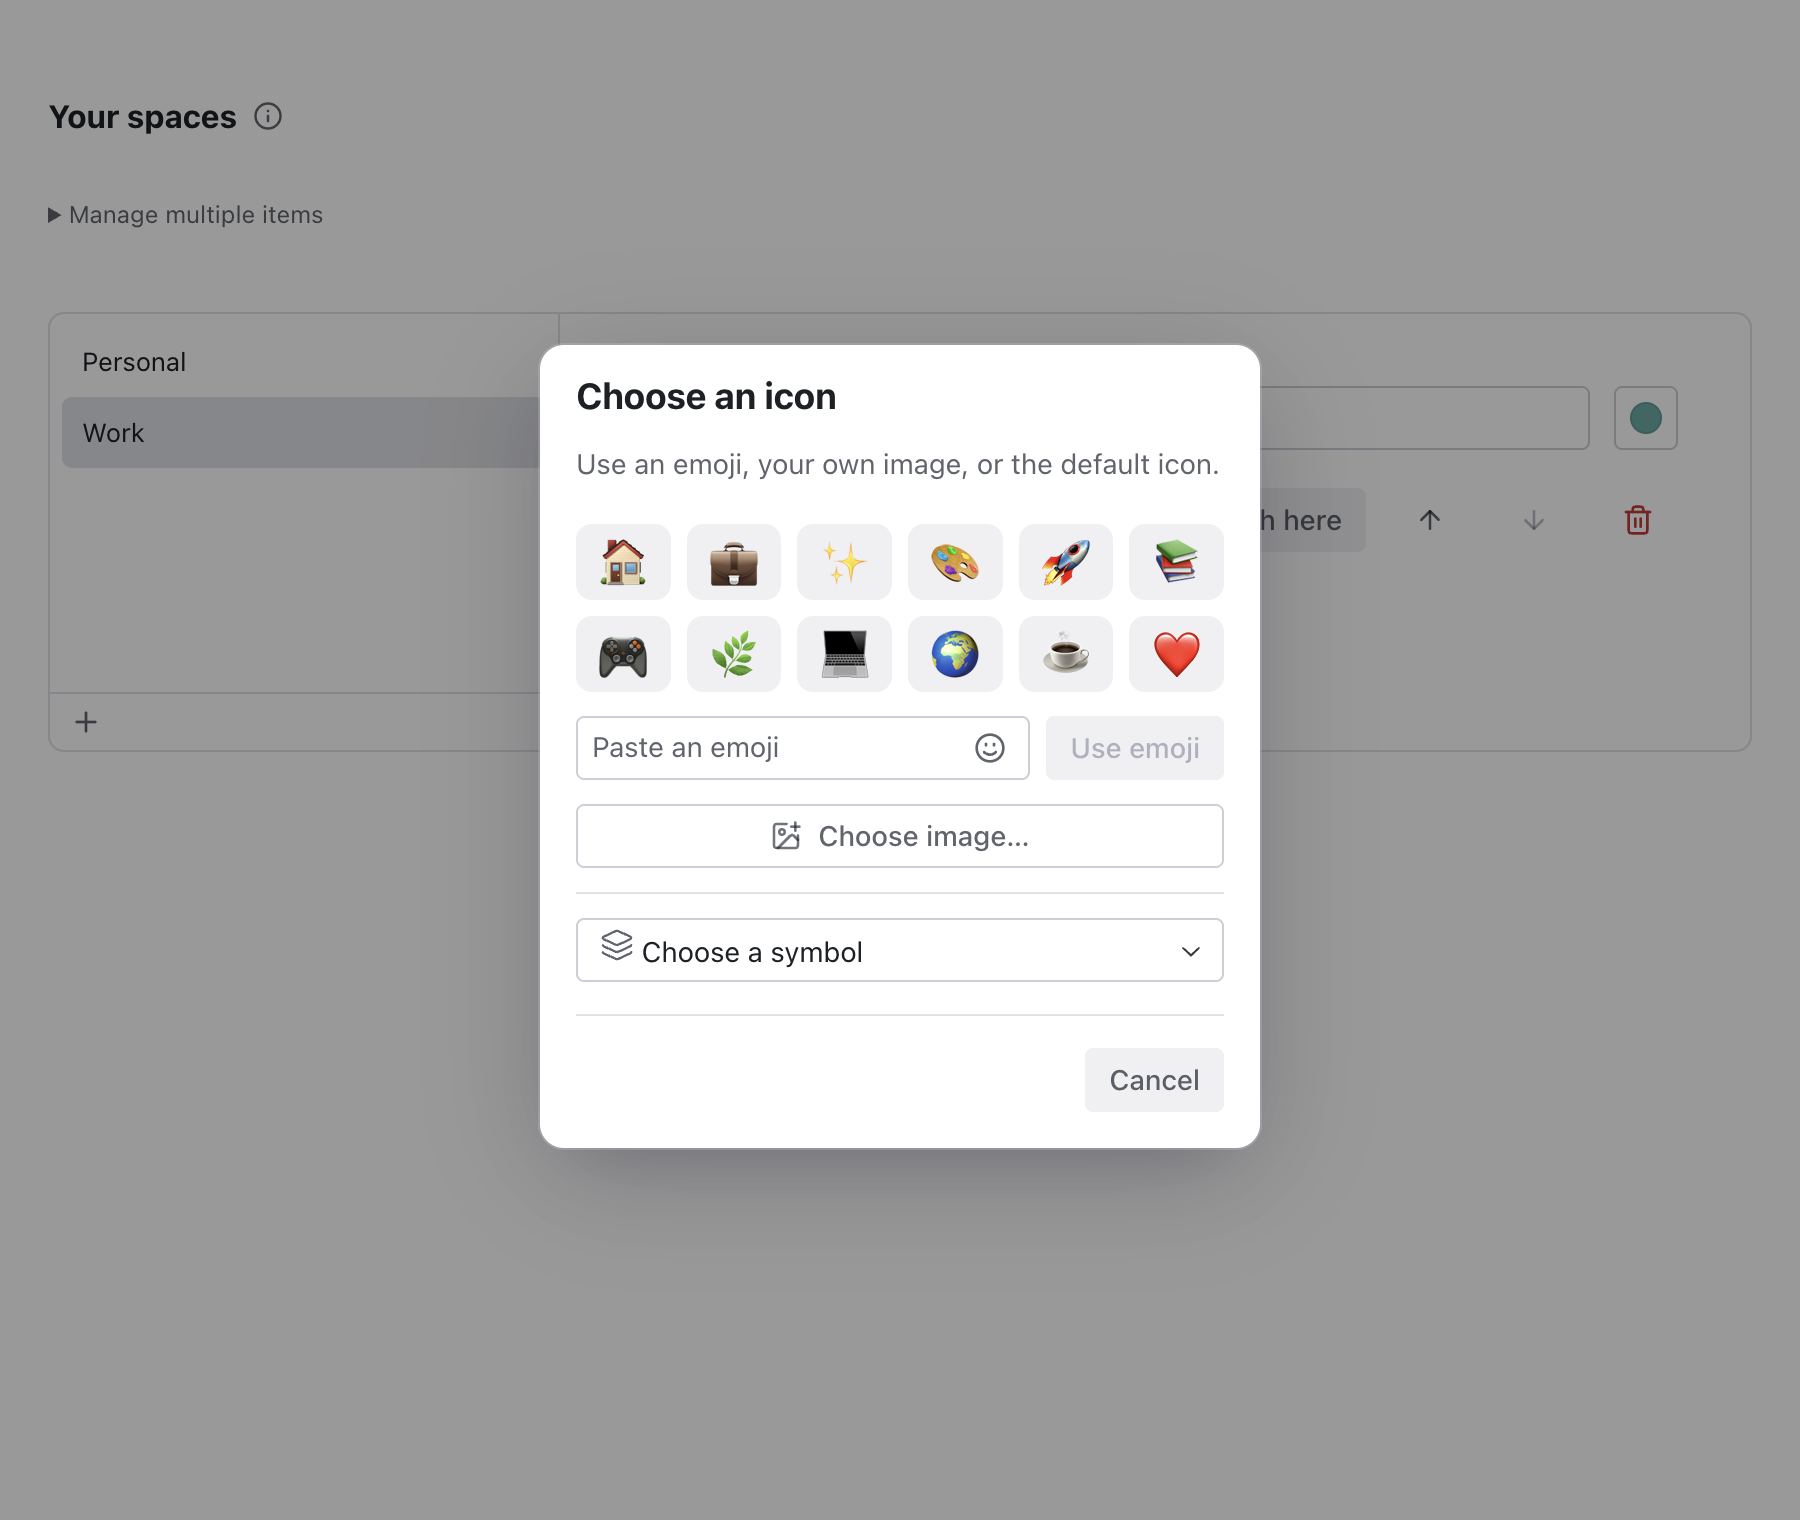 Your spaces
Manage multiple items
Personal
Work
Choose an icon
Use an emoji, your own image, or the default icon.
here
Paste an emoji
Use emoji
Choose image...
Choose a symbol
Cancel